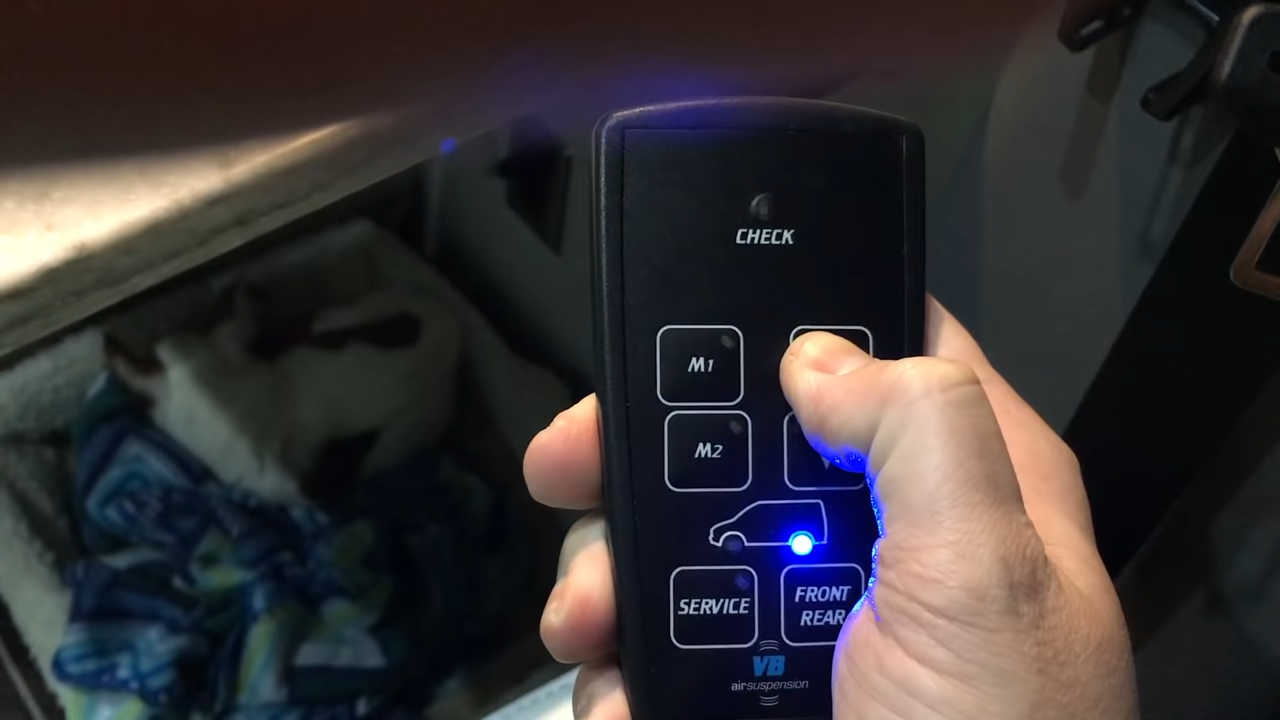 CHECK
M1
M2
SERVICE
FRONT
REAR
VB
airsuspension